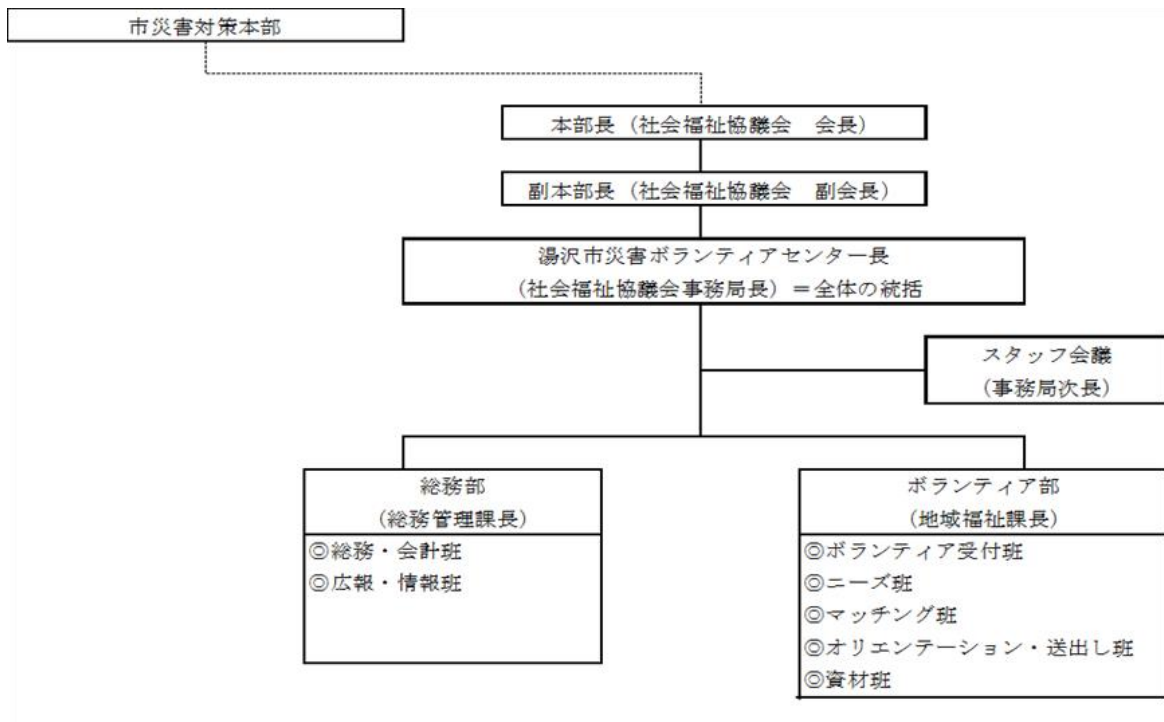 市災害対策本部
本部長（社会福祉協議会　会長）
副本部長（社会福祉協議会　副会長）
湯沢市災害ボランティアセンター長
（社会福祉協議会事務局長）＝全体の統括
スタッフ会議
（事務局次長）
総務部
（総務管理課長）
◎総務・会計班
◎広報・情報班
ボランティア部
（地域福祉課長）
◎ボランティア受付班
◎ニーズ班
◎マッチング班
◎オリエンテーション・送出し班
◎資材班